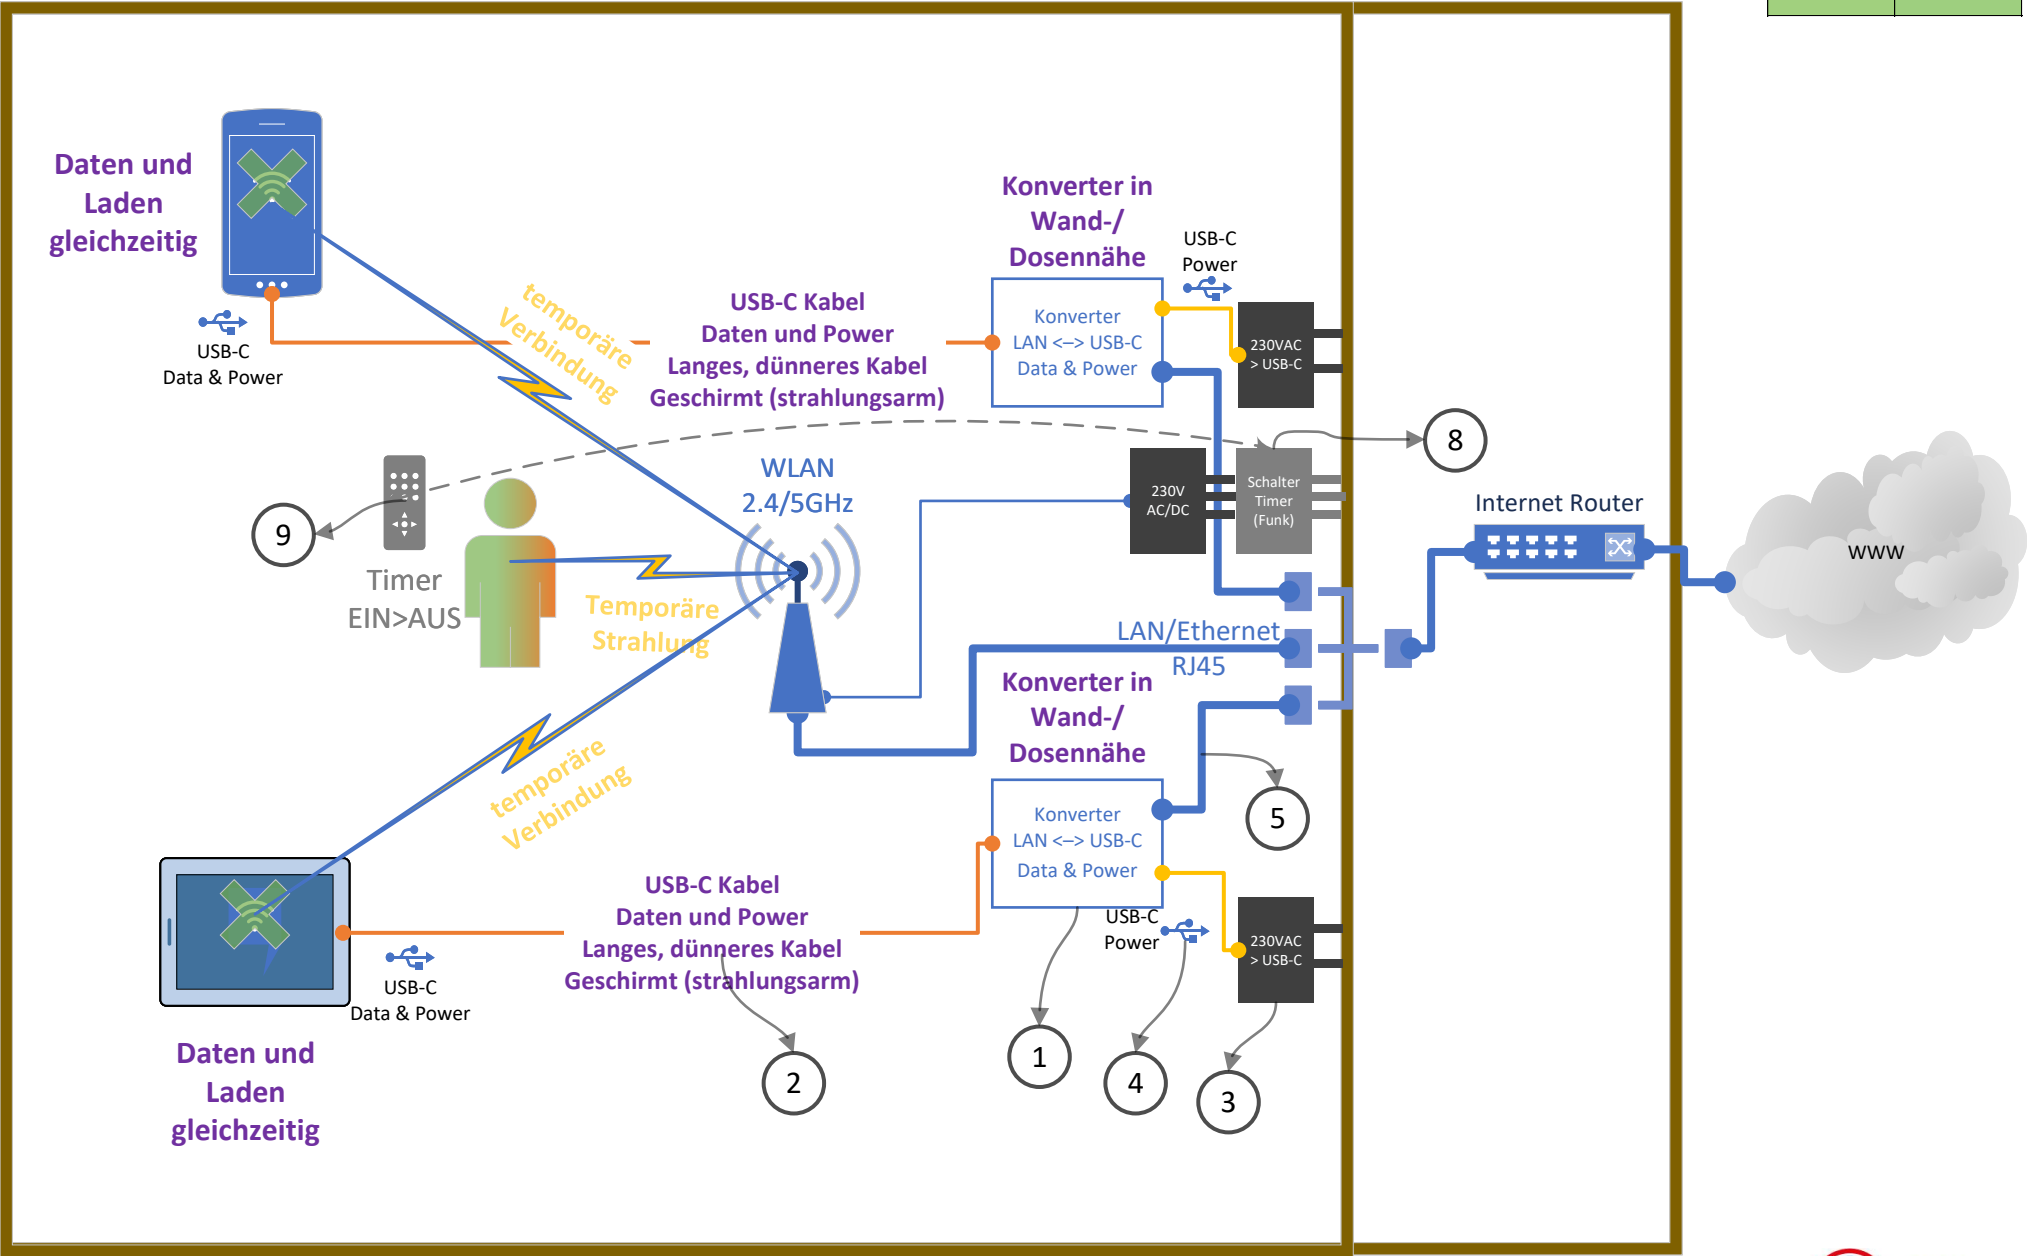 Daten und
Laden
gleichzeitig
USB-C
Data & Power
temporäre
Verbindung
USB-C Kabel
Daten und Power
Langes, dünneres Kabel
Geschirmt (strahlungsarm)
Konverter in
Wand-/
Dosennähe
USB-C
Power
Konverter
LAN <–> USB-C
Data & Power
230VAC
> USB-C
8
9
Timer
EIN>AUS
WLAN
2.4/5GHz
230V
AC/DC
Schalter
Timer
(Funk)
Internet Router
WWW
Temporäre
Strahlung
LAN/Ethernet
RJ45
Konverter in
Wand-/
Dosennähe
temporäre
Verbindung
5
Konverter
LAN <–> USB-C
Data & Power
USB-C
Power
230VAC
> USB-C
USB-C Kabel
Daten und Power
Langes, dünneres Kabel
Geschirmt (strahlungsarm)
USB-C
Data & Power
Daten und
Laden
gleichzeitig
2
1
4
3